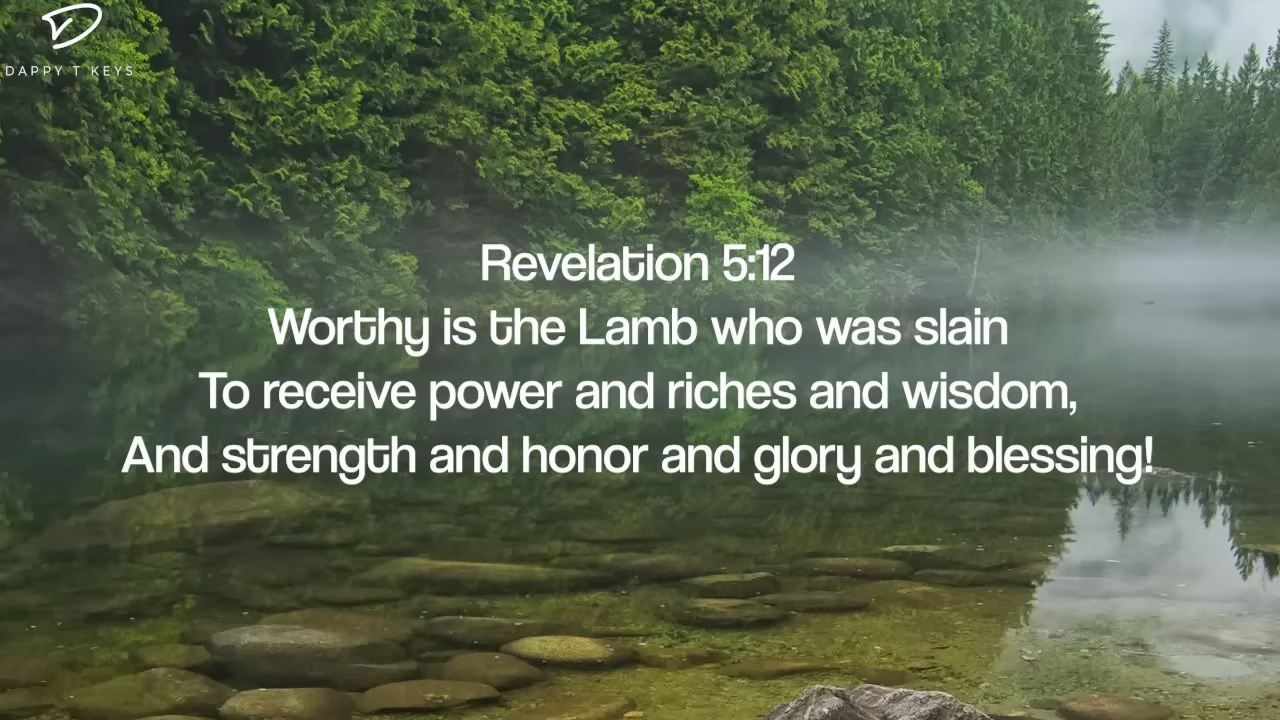 DAPPY T KEYS
Revelation 5:12
Worthy is the Lamb who was slain
To receive power and riches and wisdom,
And strength and honor and glory and blessing!